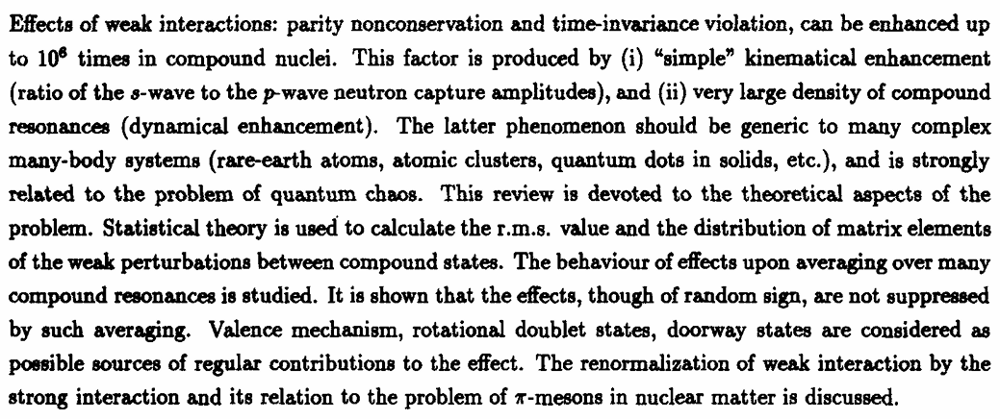 Effects of weak interactions: parity nonconservation and time-invariance violation, can be enhanced up
to 10⁶ times in compound nuclei. This factor is produced by (i) “simple” kinematical enhancement
(ratio of the s-wave to the p-wave neutron capture amplitudes), and (ii) very large density of compound
resonances (dynamical enhancement). The latter phenomenon should be generic to many complex
many-body systems (rare-earth atoms, atomic clusters, quantum dots in solids, etc.), and is strongly
related to the problem of quantum chaos. This review is devoted to the theoretical aspects of the
problem. Statistical theory is used to calculate the r.m.s. value and the distribution of matrix elements
of the weak perturbations between compound states. The behaviour of effects upon averaging over many
compound resonances is studied. It is shown that the effects, though of random sign, are not suppressed
by such averaging. Valence mechanism, rotational doublet states, doorway states are considered as
possible sources of regular contributions to the effect. The renormalization of weak interaction by the
strong interaction and its relation to the problem of π-mesons in nuclear matter is discussed.